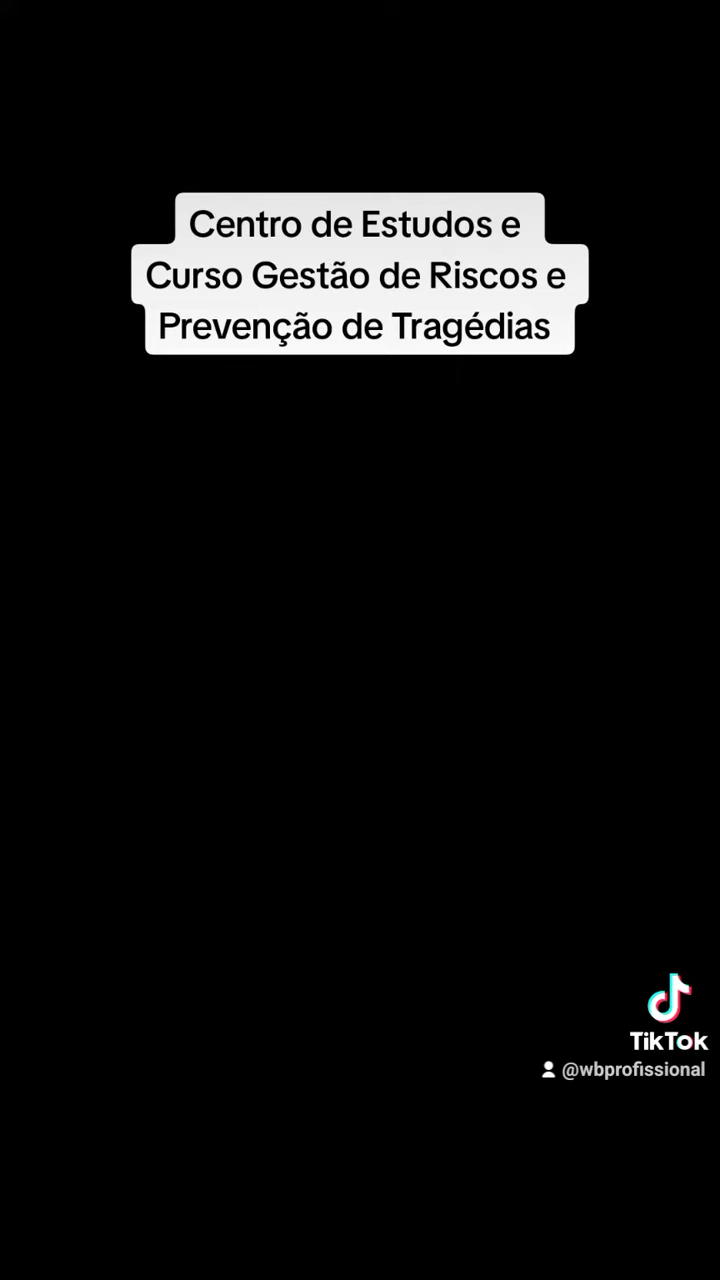 Centro de Estudos e
Curso Gestão de Riscos e
Prevenção de Tragédias
TikTok
@wbprofissional